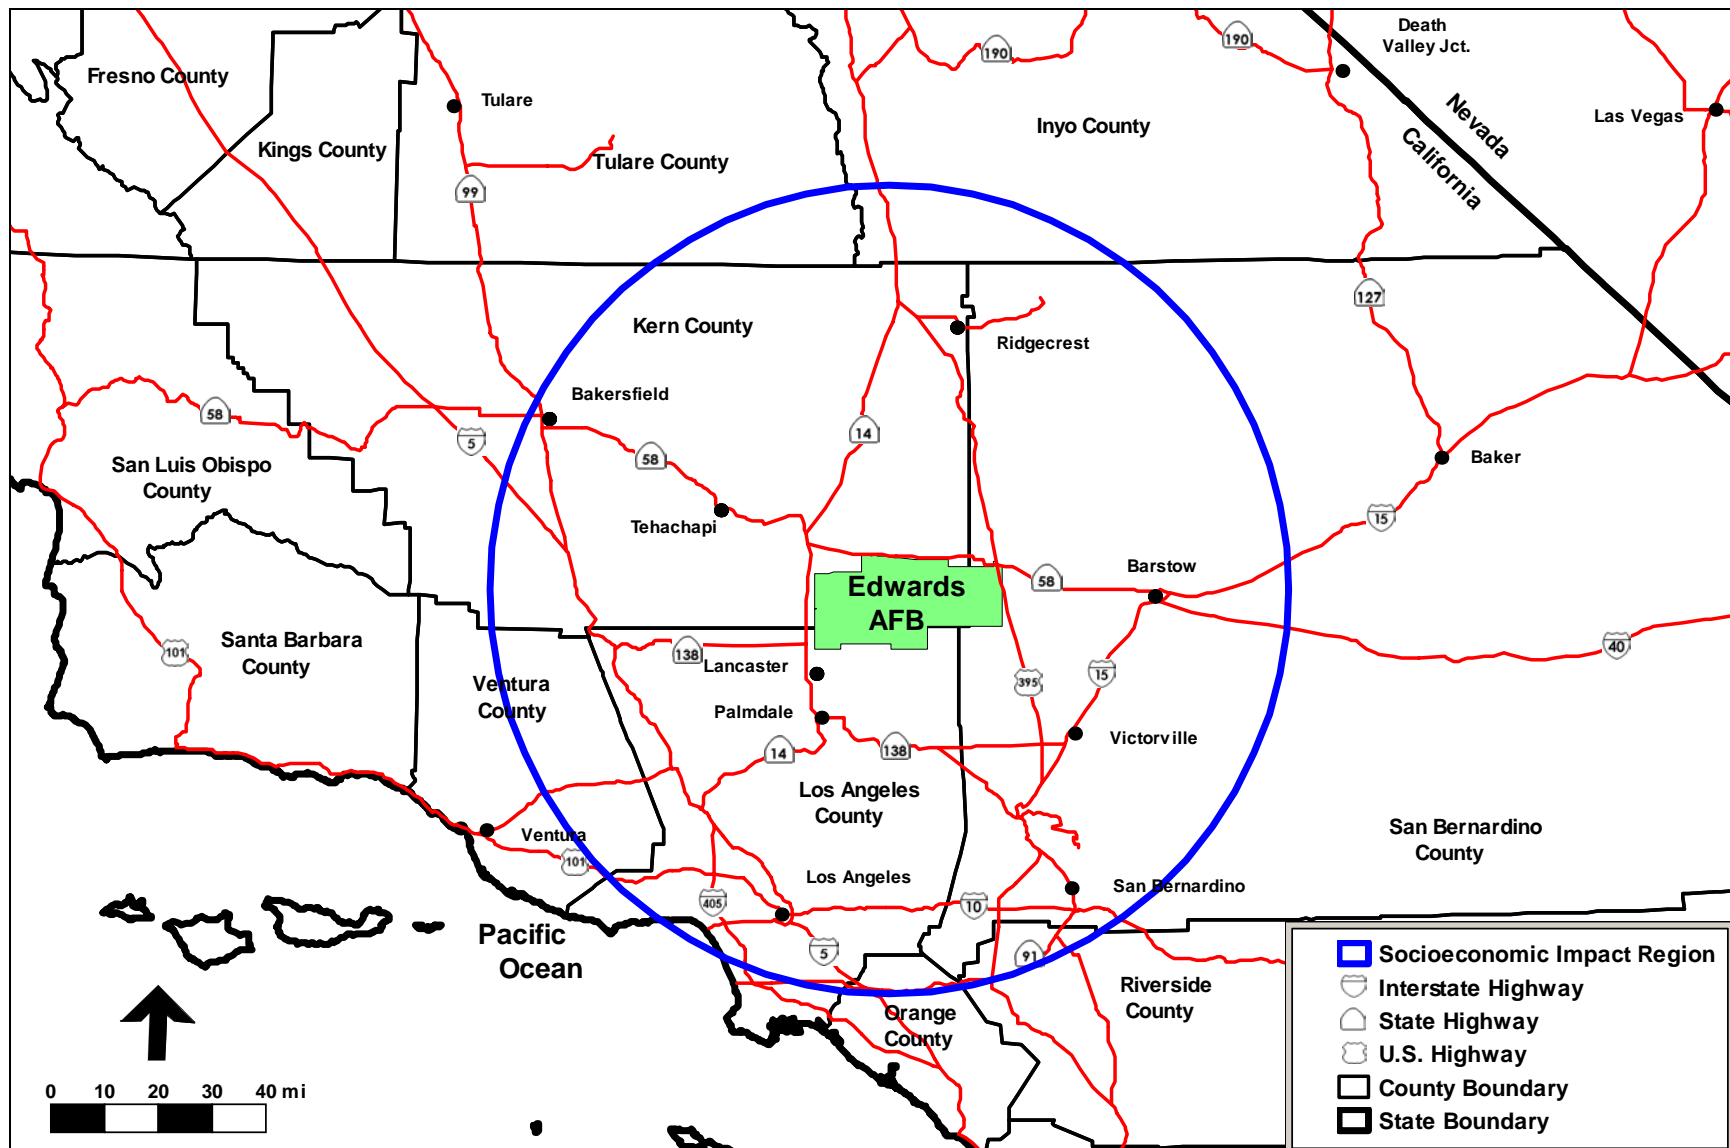 Death
Valley Jct.
190
190
Fresno County
Tulare
Las Vegas
Nevada
California
Inyo County
Kings County
Tulare County
99
127
Kern County
Ridgecrest
Bakersfield
58
5
14
58
Baker
San Luis Obispo
County
15
Tehachapi
Barstow
58
Edwards
AFB
Santa Barbara
County
101
138
Lancaster
40
395
15
Ventura
County
Palmdale
Victorville
14
138
Los Angeles
County
San Bernardino
County
Ventura
101
Los Angeles
San Bernardino
405
10
Pacific
Ocean
5
91
Riverside
County
Orange
County
Socioeconomic Impact Region
Interstate Highway
State Highway
U.S. Highway
County Boundary
State Boundary
0 10 20 30 40 mi